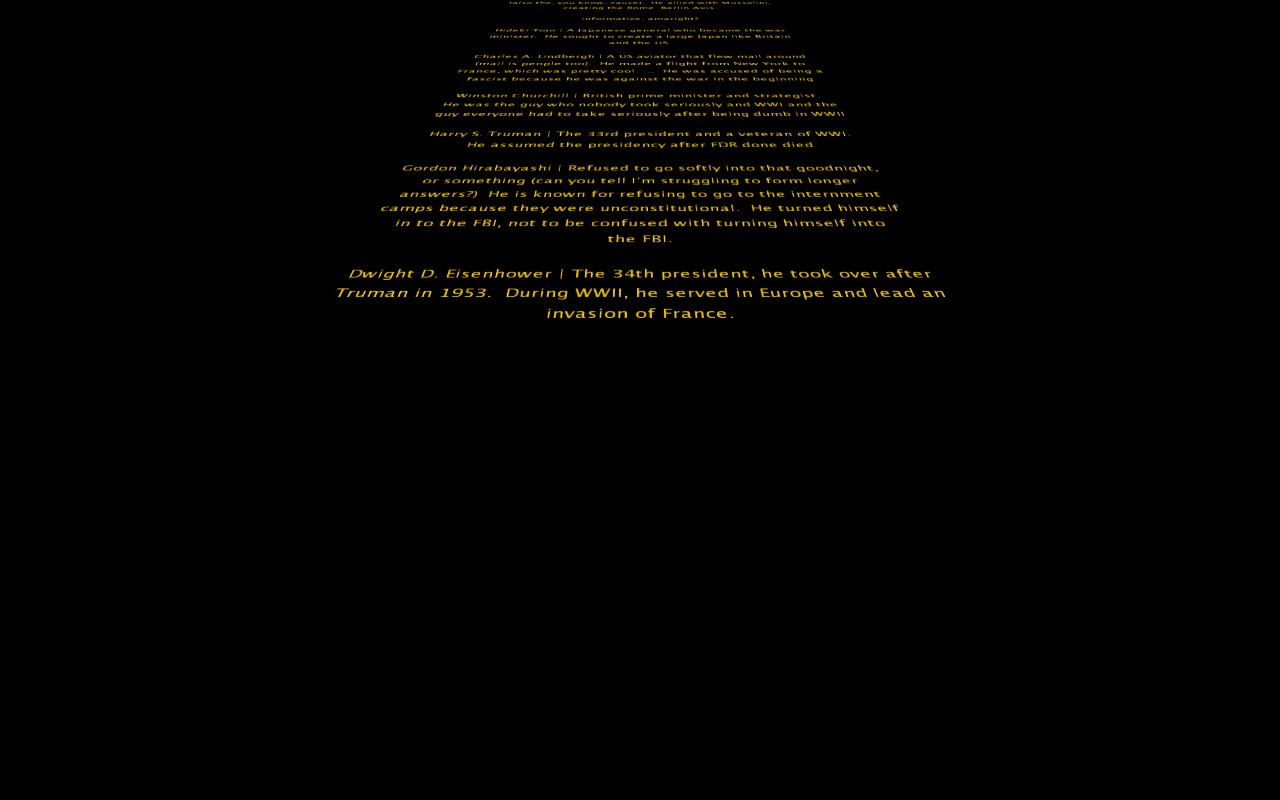 (also the, you know, cause). He allied with Mussolini,
creating the Rome-Berlin Axis.
informative, amaright?
Hideki Tojo | A Japanese general who became the war
minister. He sought to create a large Japan like Britain
and the US
Charles A. Lindbergh | A US aviator that flew mail around
(mail is people too). He made a flight from New York to
France, which was pretty cool .... He was accused of being a
fascist because he was against the war in the beginning
Winston Churchill | British prime minister and strategist.
He was the guy who nobody took seriously and WWI and the
guy everyone had to take seriously after being dumb in WWII
Harry S. Truman | The 33rd president and a veteran of WWI.
He assumed the presidency after FDR done died
Gordon Hirabayashi | Refused to go softly into that goodnight,
or something (can you tell I'm struggling to form longer
answers?) He is known for refusing to go to the internment
camps because they were unconstitutional. He turned himself
in to the FBI, not to be confused with turning himself into
the FBI.
Dwight D. Eisenhower | The 34th president, he took over after
Truman in 1953. During WWII, he served in Europe and lead an
invasion of France.